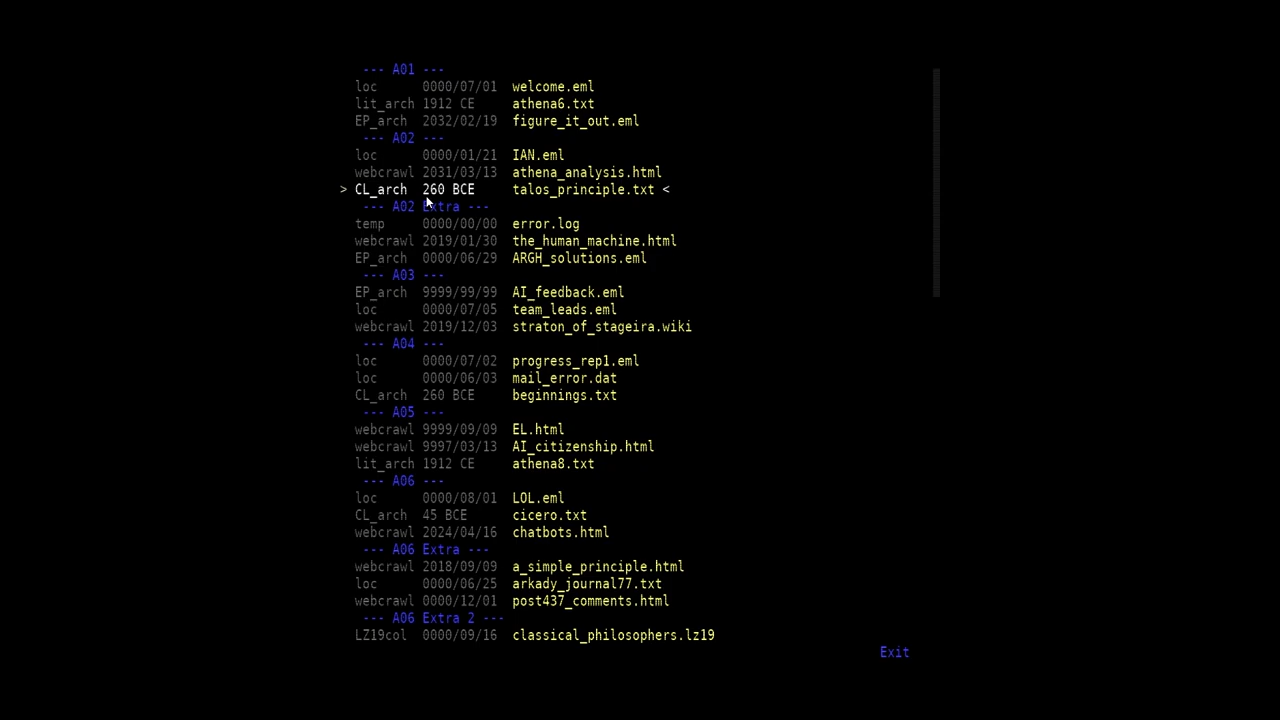 --- A01 ---
loc 0000/07/01 welcome.eml
lit_arch 1912 CE athena6.txt
EP_arch 2032/02/19 figure_it_out.eml
--- A02 ---
loc 0000/01/21 IAN.eml
webcrawl 2031/03/13 athena_analysis.html
> CL_arch 260 BCE talos_principle.txt <
--- A02 Extra ---
temp 0000/00/00 error.log
webcrawl 2019/01/30 the_human_machine.html
EP_arch 0000/06/29 ARGH_solutions.eml
--- A03 ---
EP_arch 9999/99/99 AI_feedback.eml
loc 0000/07/05 team_leads.eml
webcrawl 2019/12/03 straton_of_stageira.wiki
--- A04 ---
loc 0000/07/02 progress_rep1.eml
loc 0000/06/03 mail_error.dat
CL_arch 260 BCE beginnings.txt
--- A05 ---
webcrawl 9999/09/09 EL.html
webcrawl 9997/03/13 AI_citizenship.html
lit_arch 1912 CE athena8.txt
--- A06 ---
loc 0000/08/01 LOL.eml
CL_arch 45 BCE cicero.txt
webcrawl 2024/04/16 chatbots.html
--- A06 Extra ---
webcrawl 2018/09/09 a_simple_principle.html
loc 0000/06/25 arkady_journal77.txt
webcrawl 0000/12/01 post437_comments.html
--- A06 Extra 2 ---
LZ19col 0000/09/16 classical_philosophers.lz19
Exit